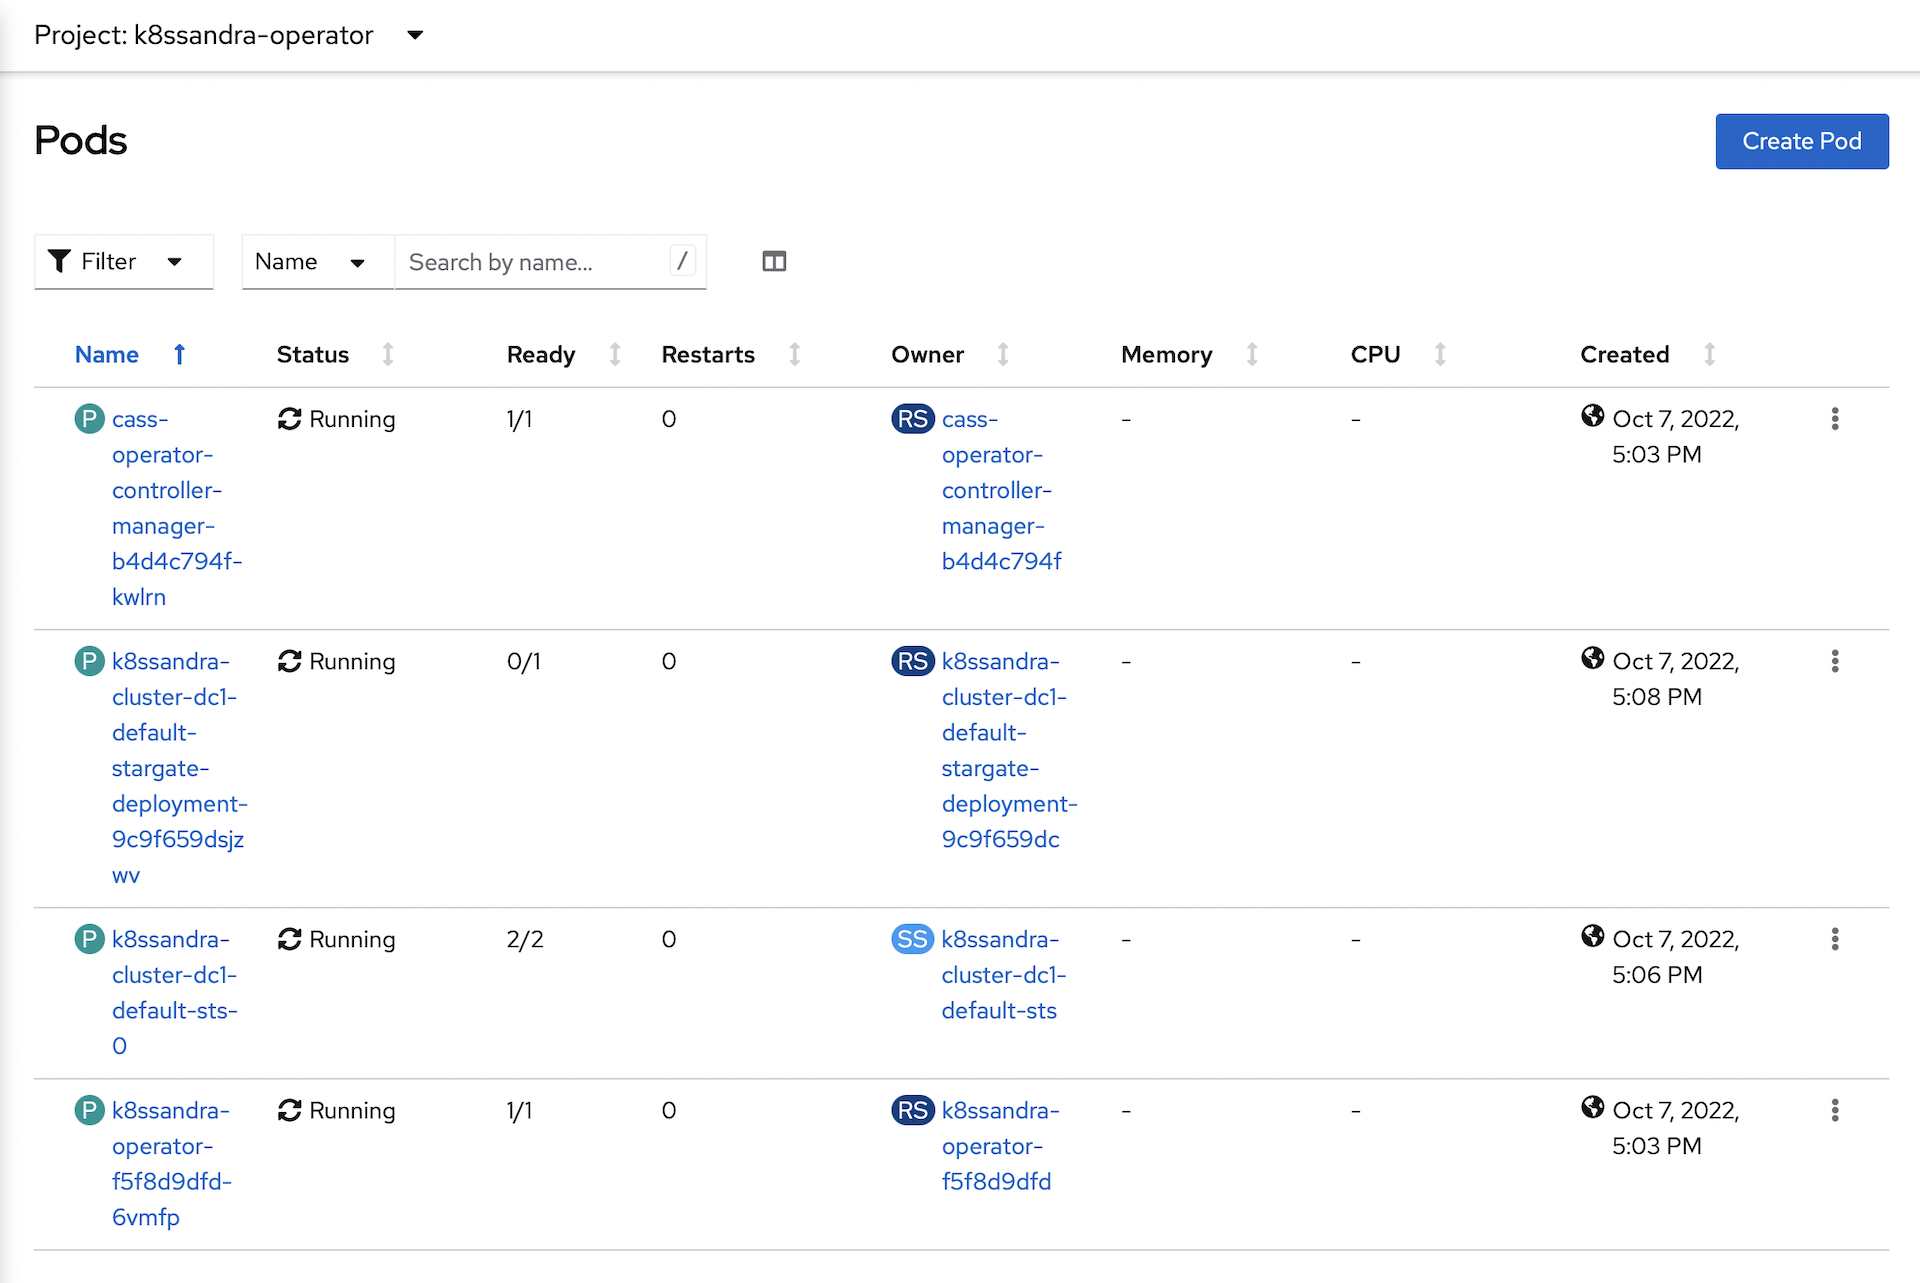 Project: k8ssandra-operator
Pods
Create Pod
Filter
Name
Search by name...
/
Name Status Ready Restarts Owner Memory CPU Created
P cass- Running 1/1 0 RS cass- - - Oct 7, 2022,
operator- operator- 5:03 PM
controller- controller-
manager- manager-
b4d4c794f- b4d4c794f
kwlrn
P k8ssandra- Running 0/1 0 RS k8ssandra- - - Oct 7, 2022,
cluster-dc1- cluster-dc1- 5:08 PM
default- default-
stargate- stargate-
deployment- deployment-
9c9f659dsjz 9c9f659dc
wv
P k8ssandra- Running 2/2 0 SS k8ssandra- - - Oct 7, 2022,
cluster-dc1- cluster-dc1- 5:06 PM
default-sts- default-sts
0
P k8ssandra- Running 1/1 0 RS k8ssandra- - - Oct 7, 2022,
operator- operator- 5:03 PM
f5f8d9dfd- f5f8d9dfd
6vmfp